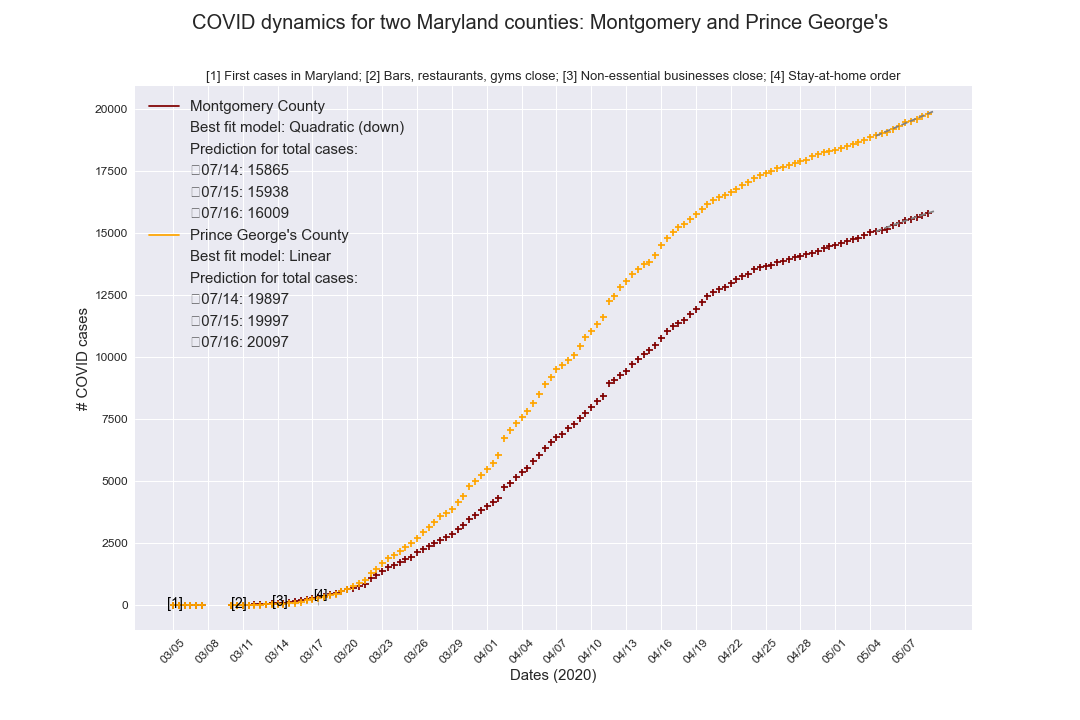 COVID dynamics for two Maryland counties: Montgomery and Prince George's
[1] First cases in Maryland; [2] Bars, restaurants, gyms close; [3] Non-essential businesses close; [4] Stay-at-home order
Montgomery County
Best fit model: Quadratic (down)
Prediction for total cases:
07/14: 15865
07/15: 15938
07/16: 16009
Prince George's County
Best fit model: Linear
Prediction for total cases:
07/14: 19897
07/15: 19997
07/16: 20097
# COVID cases
20000
17500
15000
12500
10000
7500
5000
2500
0
[1] [2] [3] [4]
03/05 03/08 03/11 03/14 03/17 03/20 03/23 03/26 03/29 04/01 04/04 04/07 04/10 04/13 04/16 04/19 04/22 04/25 04/28 05/01 05/04 05/07
Dates (2020)